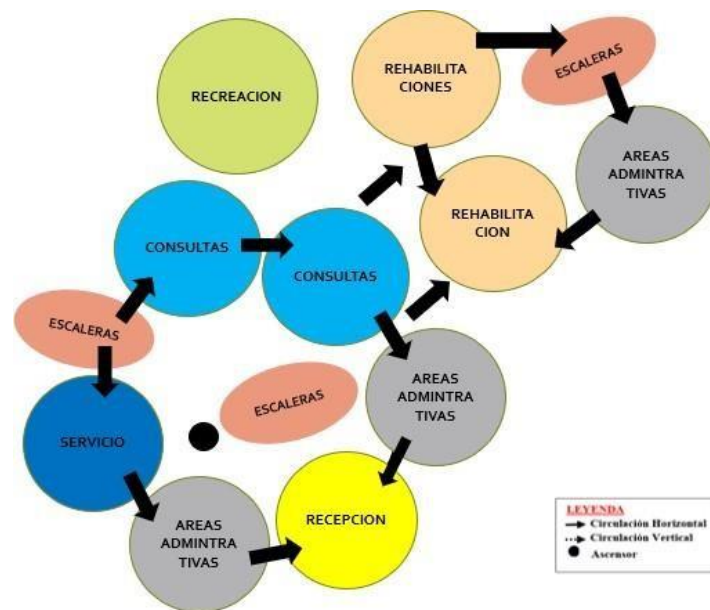 RECREACION
REHABILITA
CIONES
ESCALERAS
AREAS
ADMINTRA
TIVAS
REHABILITA
CION
CONSULTAS
CONSULTAS
ESCALERAS
AREAS
ADMINTRA
TIVAS
ESCALERAS
SERVICIO
AREAS
ADMINTRA
TIVAS
RECEPCION
LEYENDA
Circulación Horizontal
Circulación Vertical
Ascensor